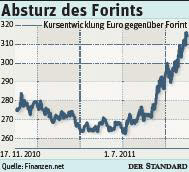 Absturz des Forints
Kursentwicklung Euro gegenüber Forint
320
310
300
290
280
270
260
17. 11. 2010
1.7. 2011
Quelle: Finanzen.net
DER STANDARD